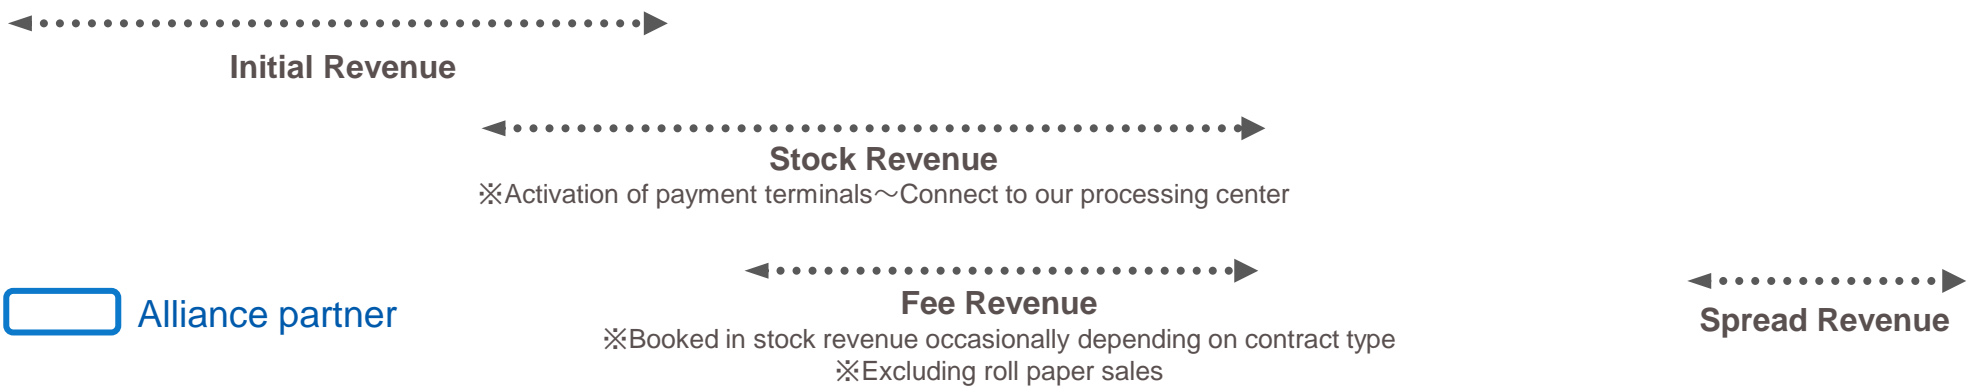 Initial Revenue
Stock Revenue
※Activation of payment terminals～Connect to our processing center
Alliance partner
Fee Revenue
※Booked in stock revenue occasionally depending on contract type
※Excluding roll paper sales
Spread Revenue